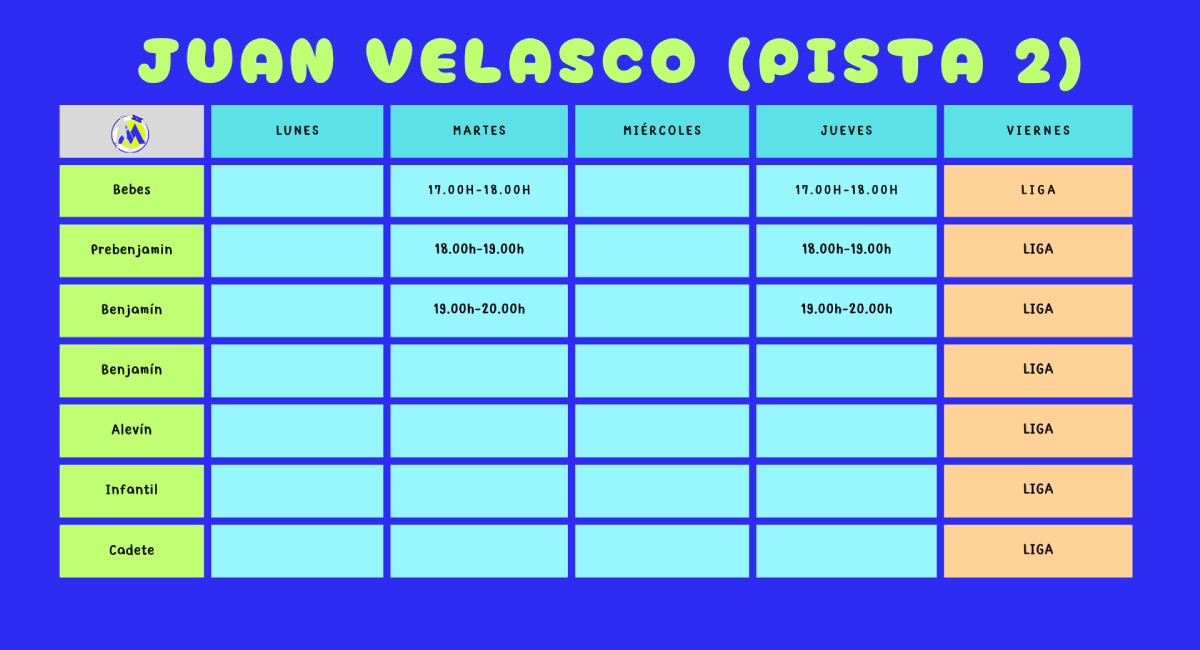 JUAN VELASCO (PISTA 2)
LUNES MARTES MIÉRCOLES JUEVES VIERNES
Bebes 17.00H-18.00H 17.00H-18.00H LIGA
Prebenjamin 18.00h-19.00h 18.00h-19.00h LIGA
Benjamín 19.00h-20.00h 19.00h-20.00h LIGA
Benjamín LIGA
Alevín LIGA
Infantil LIGA
Cadete LIGA